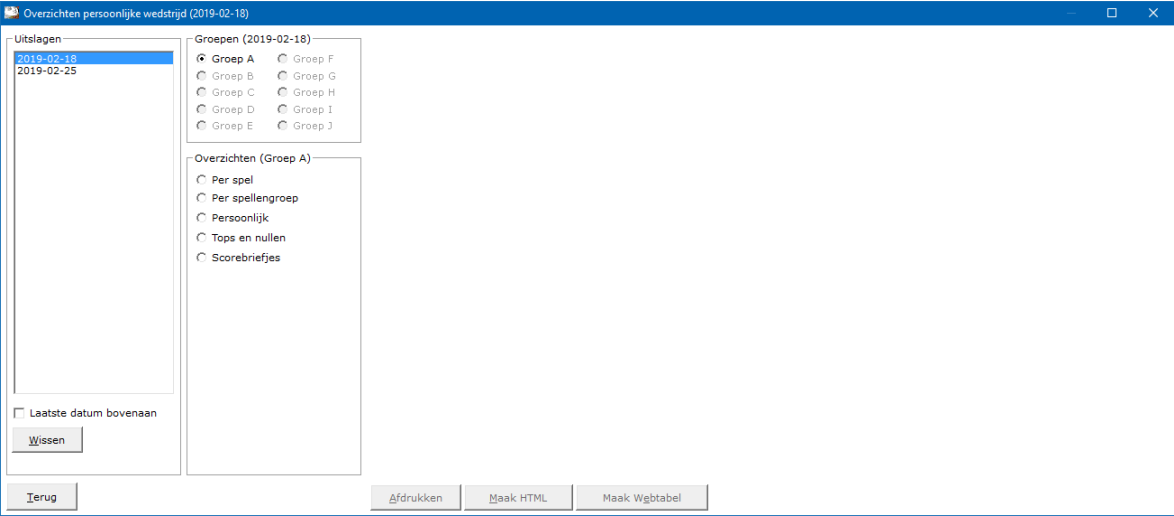 Overzichten persoonlijke wedstrijd (2019-02-18)
Uitslagen
2019-02-18
2019-02-25
Laatste datum bovenaan
Wissen
Terug
Groepen (2019-02-18)
Groep A Groep F
Groep B Groep G
Groep C Groep H
Groep D Groep I
Groep E Groep J
Overzichten (Groep A)
Per spel
Per spellengroep
Persoonlijk
Tops en nullen
Scorebriefjes
Afdrukken Maak HTML Maak Webtabel